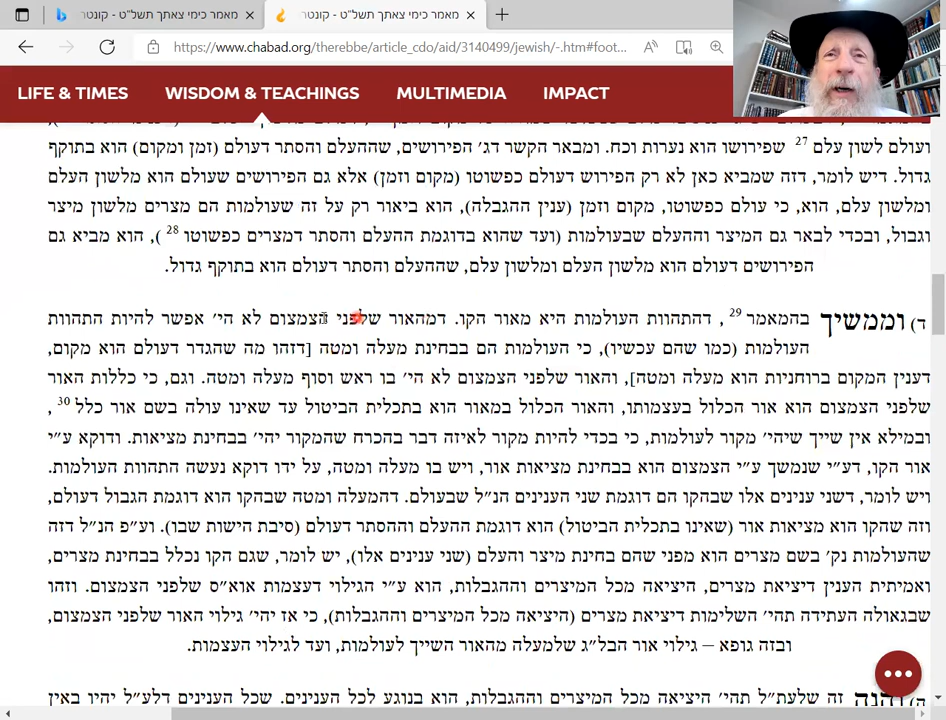 מאמר כימי צאתך תשל"ט - קונטר
מאמר כימי צאתך תשל"ט - קונטר
https://www.chabad.org/therebbe/article_cdo/aid/3140499/jewish/-.htm#foot...
LIFE & TIMES WISDOM & TEACHINGS MULTIMEDIA IMPACT
ועולם לשון עלם 27 שפירושו הוא נערות וכח. ומבאר הקשר דג' הפירושים, שההעלם והסתר דעולם (זמן ומקום) הוא בתוקף
גדול. דיש לומר, דזה שמביא כאן לא רק הפירוש דעולם כפשוטו (מקום וזמן) אלא גם הפירושים שעולם הוא מלשון העלם
ומלשון עלם, הוא, כי עולם כפשוטו, מקום וזמן (ענין ההגבלה), הוא ביאור רק על זה שעולמות הם מצרים מלשון מיצר
וגבול, ובכדי לבאר גם המיצר וההעלם שבעולמות (ועד שהוא בדוגמת ההעלם והסתר דמצרים כפשוטו 28 ), הוא מביא גם
הפירושים דעולם הוא מלשון העלם ומלשון עלם, שההעלם והסתר דעולם הוא בתוקף גדול.
ד) וממשיך בהמאמר 29 , דהתהוות העולמות היא מאור הקו. דמהאור שלפני הצמצום לא הי' אפשר להיות התהוות
העולמות (כמו שהם עכשיו), כי העולמות הם בבחינת מעלה ומטה [דזהו מה שהגדר דעולם הוא מקום,
דענין המקום ברוחניות הוא מעלה ומטה], והאור שלפני הצמצום לא הי' בו ראש וסוף מעלה ומטה. וגם, כי כללות האור
שלפני הצמצום הוא אור הכלול בעצמותו, והאור הכלול במאור הוא בתכלית הביטול עד שאינו עולה בשם אור כלל 30 ,
ובמילא אין שייך שיהי' מקור לעולמות, כי בכדי להיות מקור לאיזה דבר בהכרח שהמקור יהי' בבחינת מציאות. ודוקא ע"י
אור הקו, דע"י שנמשך ע"י הצמצום הוא בבחינת מציאות אור, ויש בו מעלה ומטה, על ידו דוקא נעשה התהוות העולמות.
ויש לומר, דשני ענינים אלו שבהקו הם דוגמת שני הענינים הנ"ל שבעולם. דהמעלה ומטה שבהקו הוא דוגמת הגבול דעולם,
וזה שהקו הוא מציאות אור (שאינו בתכלית הביטול) הוא דוגמת ההעלם וההסתר דעולם (סיבת הישות שבו). וע"פ הנ"ל דזה
שהעולמות נק' בשם מצרים הוא מפני שהם בחינת מיצר והעלם (שני ענינים אלו), יש לומר, שגם הקו נכלל בבחינת מצרים,
ואמיתית הענין דיציאת מצרים, היציאה מכל המיצרים וההגבלות, הוא ע"י הגילוי דעצמות אוא"ס שלפני הצמצום. וזהו
שבגאולה העתידה תהי' השלימות דיציאת מצרים (היציאה מכל המיצרים וההגבלות), כי אז יהי' גילוי האור שלפני הצמצום,
ובזה גופא – גילוי אור הבל"ג שלמעלה מהאור השייך לעולמות, ועד לגילוי העצמות.
ה) והנה זה שלעת"ל תהי' היציאה מכל המיצרים וההגבלות, הוא בנוגע לכל הענינים. שכל הענינים דלע"ל יהיו באין